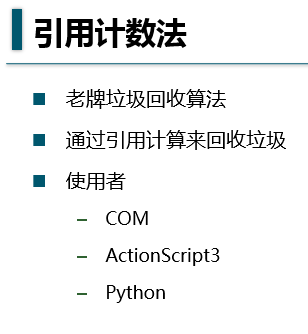 引用计数法
老牌垃圾回收算法
通过引用计算来回收垃圾
使用者
– COM
– ActionScript3
– Python